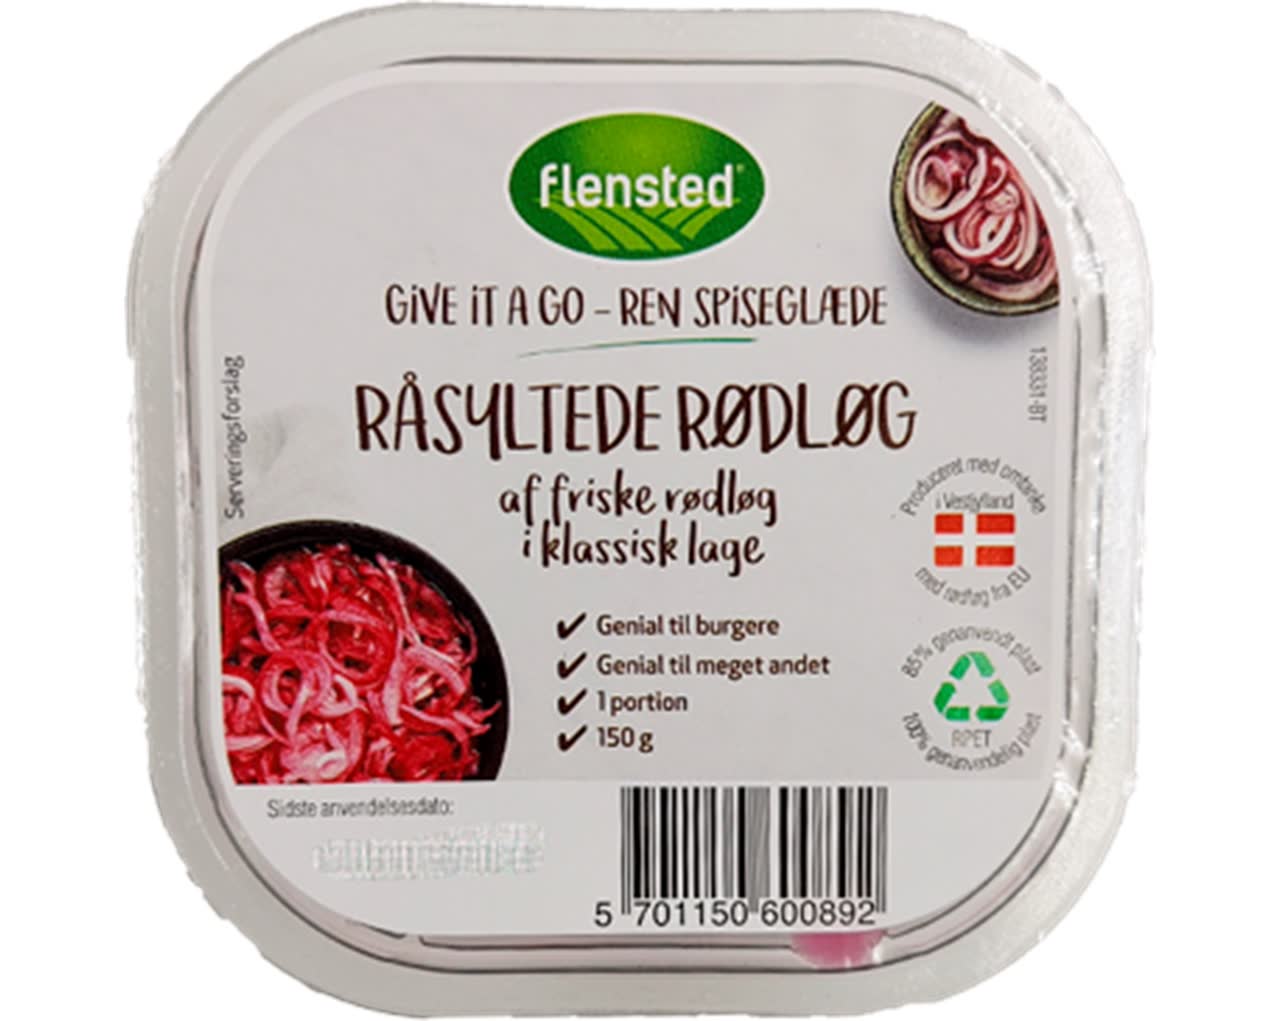 flensted
GIVE IT A GO – REN SPISEGLÆDE
RÅSYLTEDE RØDLØG
af friske rødløg
i klassisk lage
✔ Genial til burgere
✔ Genial til meget andet
✔ 1 portion
✔ 150 g
Serveringsforslag
138331-BT
Produceret med omtanke
i Vestjylland
med rødløg fra EU
85% genanvendt plast
RPET
100% genanvendelig plast
Sidste anvendelsesdato:
5 701150 600892